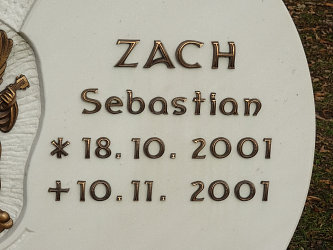 ZACH
Sebastian
* 18. 10. 2001
+ 10. 11. 2001